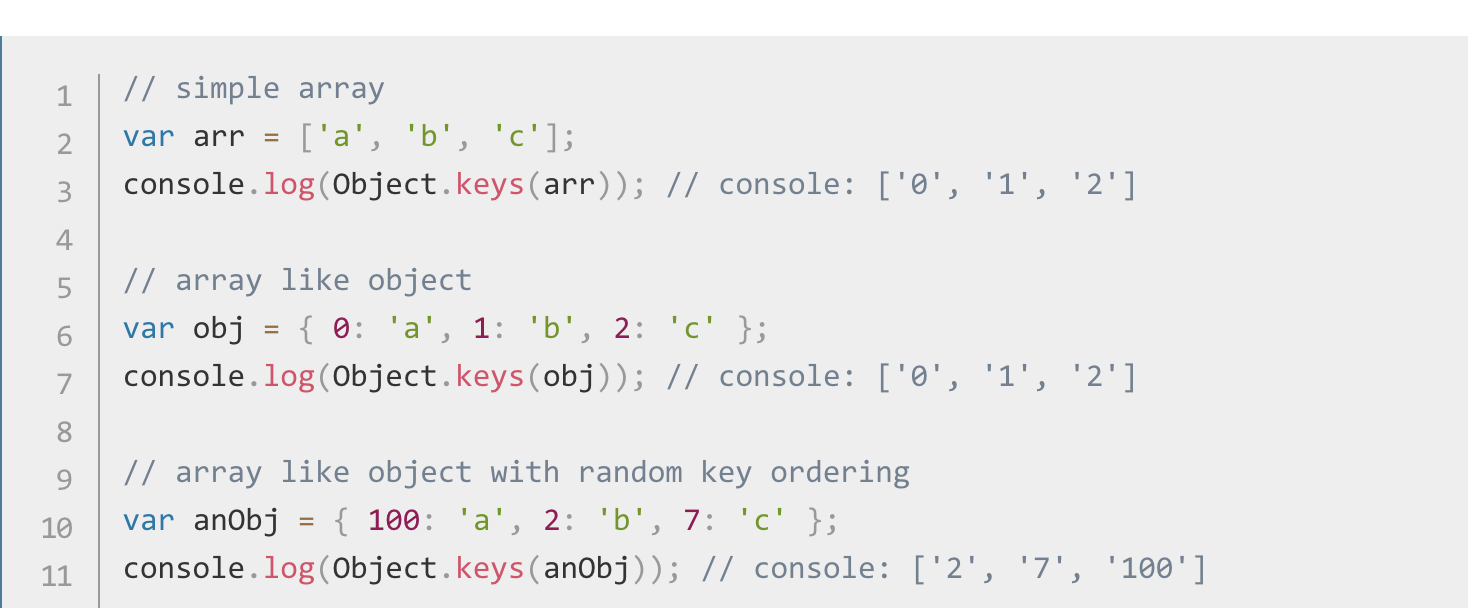 1 // simple array
2 var arr = ['a', 'b', 'c'];
3 console.log(Object.keys(arr)); // console: ['0', '1', '2']
4
5 // array like object
6 var obj = { 0: 'a', 1: 'b', 2: 'c' };
7 console.log(Object.keys(obj)); // console: ['0', '1', '2']
8
9 // array like object with random key ordering
10 var anObj = { 100: 'a', 2: 'b', 7: 'c' };
11 console.log(Object.keys(anObj)); // console: ['2', '7', '100']